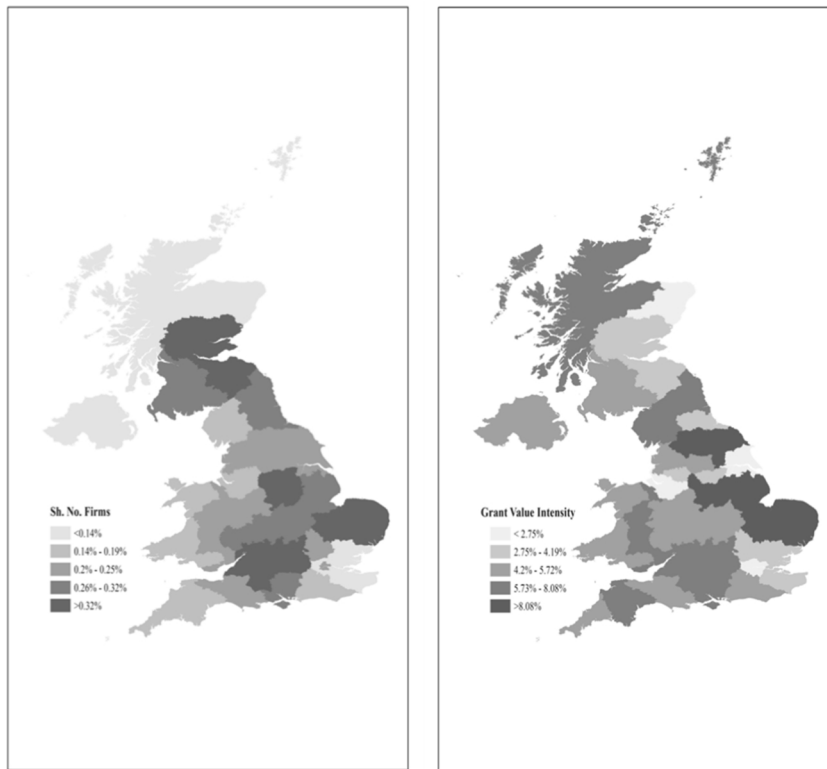 Sh. No. Firms
<0.14%
0.14% - 0.19%
0.2% - 0.25%
0.26% - 0.32%
>0.32%
Grant Value Intensity
< 2.75%
2.75% - 4.19%
4.2% - 5.72%
5.73% - 8.08%
>8.08%